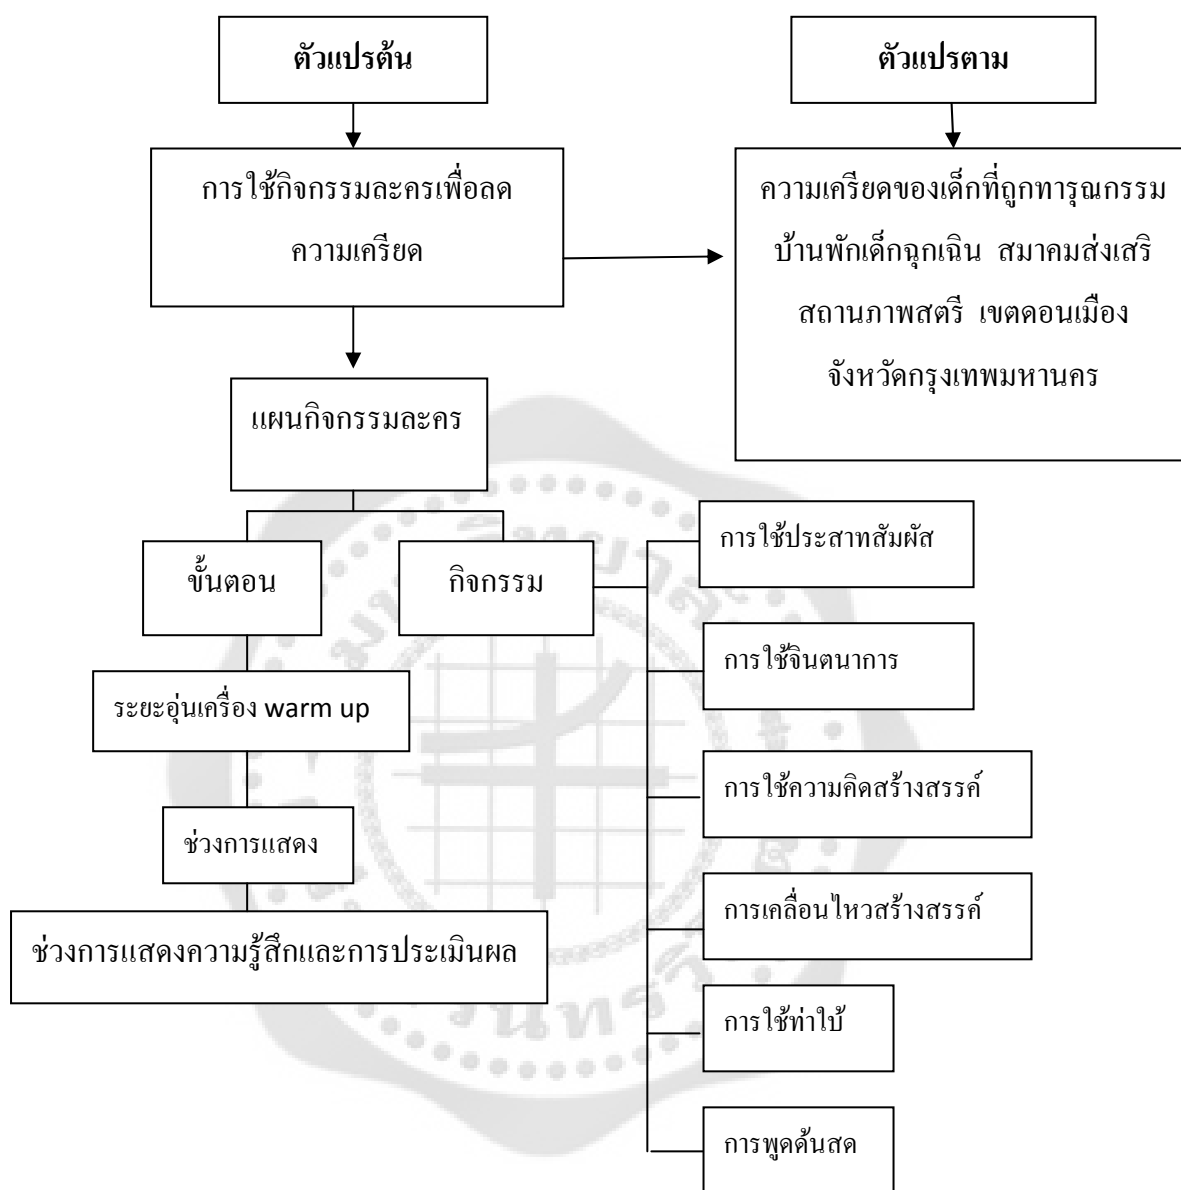 ตัวแปรต้น
ตัวแปรตาม
การใช้กิจกรรมละครเพื่อลด
ความเครียด
ความเครียดของเด็กที่ถูกทารุณกรรม
บ้านพักเด็กฉุกเฉิน สมาคมส่งเสริ
สถานภาพสตรี เขตดอนเมือง
จังหวัดกรุงเทพมหานคร
แผนกิจกรรมละคร
ขั้นตอน
กิจกรรม
ระยะอุ่นเครื่อง warm up
ช่วงการแสดง
ช่วงการแสดงความรู้สึกและการประเมินผล
การใช้ประสาทสัมผัส
การใช้จินตนาการ
การใช้ความคิดสร้างสรรค์
การเคลื่อนไหวสร้างสรรค์
การใช้ท่าใบ้
การพูดด้นสด